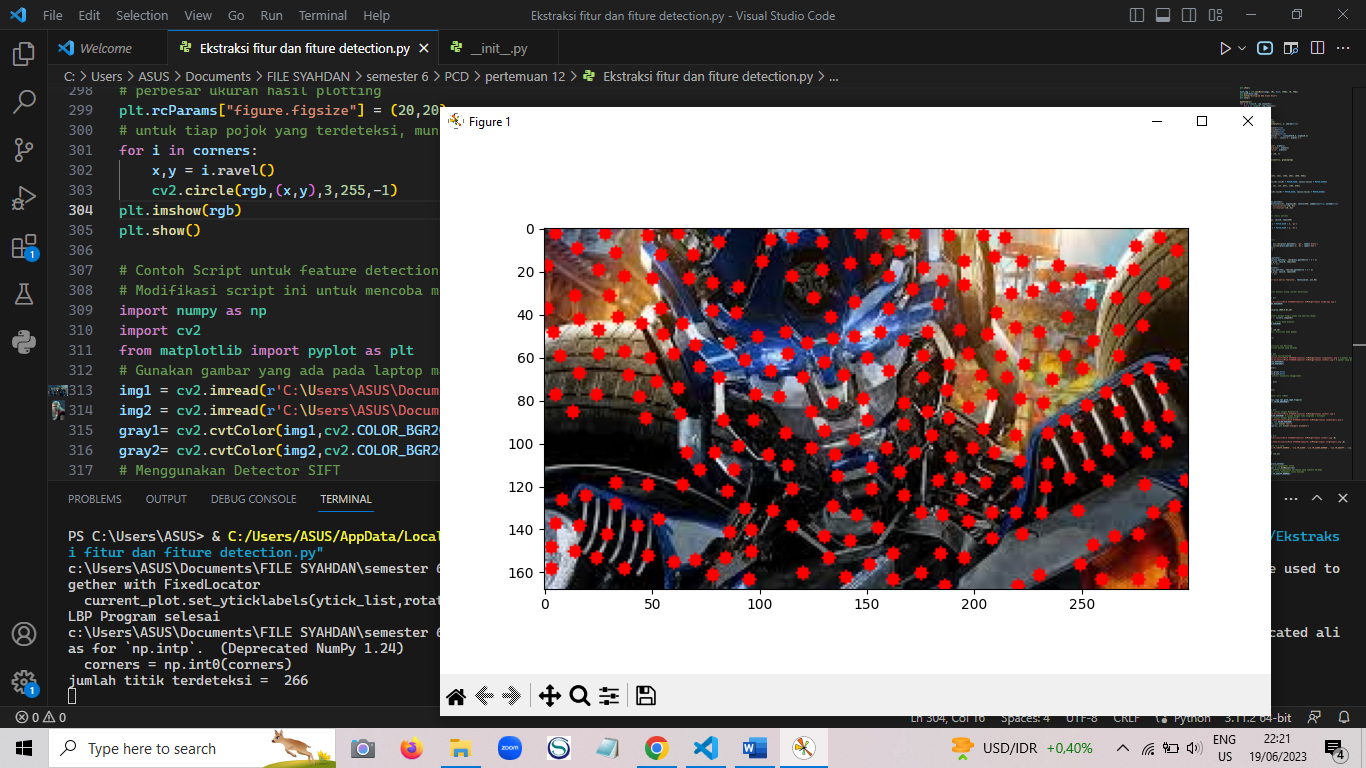 File Edit Selection View Go Run Terminal Help
Ekstraksi fitur dan fiture detection.py - Visual Studio Code
Welcome
Ekstraksi fitur dan fiture detection.py
__init__.py
C: > Users > ASUS > Documents > FILE SYAHDAN > semester 6 > PCD > pertemuan 12 > Ekstraksi fitur dan fiture detection.py > ...
298 # perbesar ukuran hasil plotting
299 plt.rcParams["figure.figsize"] = (20,20)
300 # untuk tiap pojok yang terdeteksi, mun
301 for i in corners:
302 x,y = i.ravel()
303 cv2.circle(rgb,(x,y),3,255,-1)
304 plt.imshow(rgb)
305 plt.show()
306
307 # Contoh Script untuk feature detection
308 # Modifikasi script ini untuk mencoba m
309 import numpy as np
310 import cv2
311 from matplotlib import pyplot as plt
312 # Gunakan gambar yang ada pada laptop m
313 img1 = cv2.imread(r'C:\Users\ASUS\Docum
314 img2 = cv2.imread(r'C:\Users\ASUS\Docum
315 gray1= cv2.cvtColor(img1,cv2.COLOR_BGR2G
316 gray2= cv2.cvtColor(img2,cv2.COLOR_BGR2G
317 # Menggunakan Detector SIFT
Figure 1
0
20
40
60
80
100
120
140
160
0 50 100 150 200 250
PROBLEMS OUTPUT DEBUG CONSOLE TERMINAL
PS C:\Users\ASUS> & C:/Users/ASUS/AppData/Local /Ekstraks
i fitur dan fiture detection.py"
c:\Users\ASUS\Documents\FILE SYAHDAN\semester 6 e used to
gether with FixedLocator
current_plot.set_yticklabels(ytick_list,rotat
LBP Program selesai
c:\Users\ASUS\Documents\FILE SYAHDAN\semester 6 cated ali
as for `np.intp`. (Deprecated NumPy 1.24)
corners = np.int0(corners)
jumlah titik terdeteksi = 266
0 0
Ln 304, Col 16 Spaces: 4 UTF-8 CRLF Python 3.11.2 64-bit
Type here to search
zoom
USD/IDR +0,40%
ENG
US
22:21
19/06/2023
4